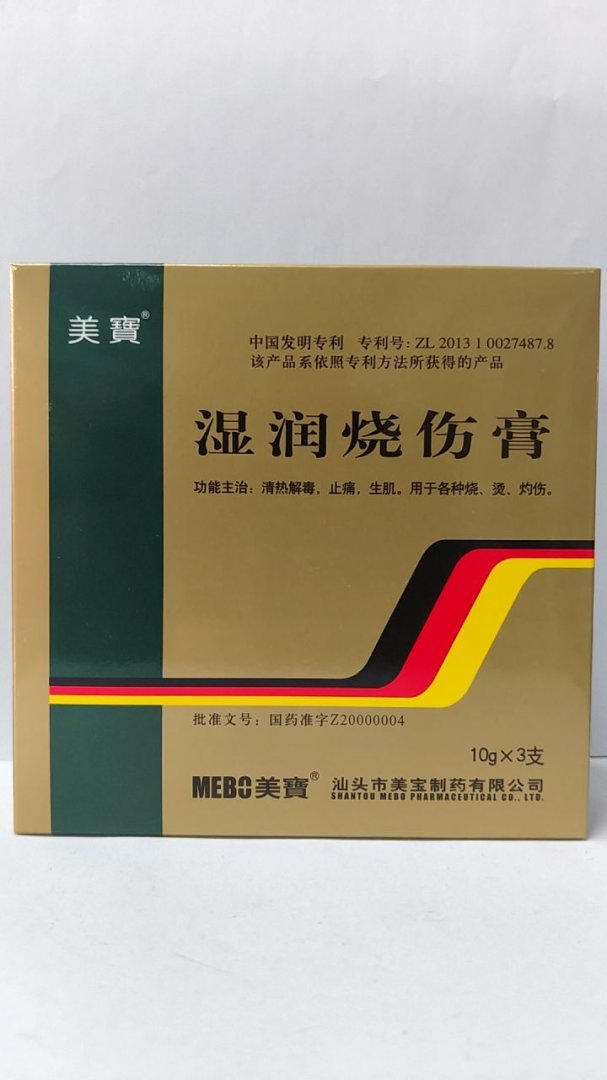 美寶®
中国发明专利 专利号: ZL 2013 1 0027487.8
该产品系依照专利方法所获得的产品
湿润烧伤膏
功能主治：清热解毒，止痛，生肌。用于各种烧、烫、灼伤。
批准文号：国药准字Z20000004
10g×3支
MEBO美寶® 汕头市美宝制药有限公司
SHANTOU MEBO PHARMACEUTICAL CO., LTD.